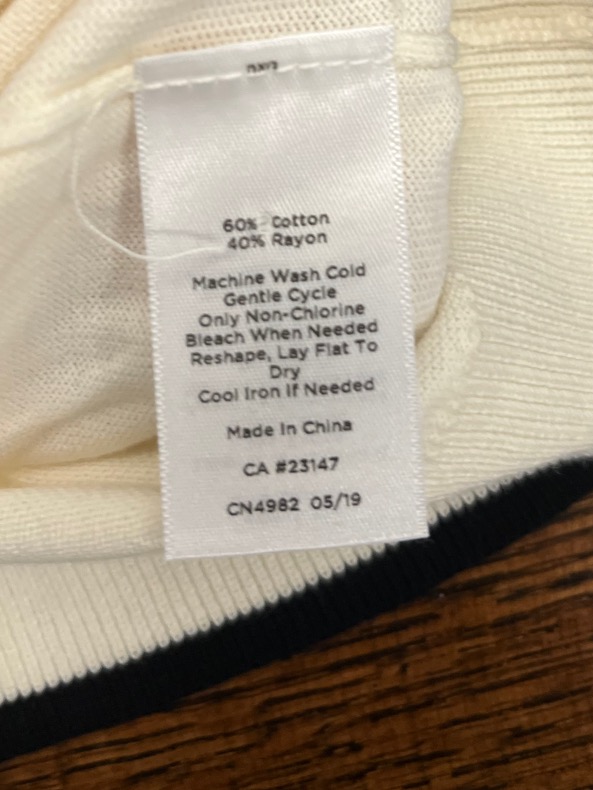 60% Cotton
40% Rayon
Machine Wash Cold
Gentle Cycle
Only Non-Chlorine
Bleach When Needed
Reshape, Lay Flat To
Dry
Cool Iron If Needed
Made In China
CA #23147
CN4982 05/19